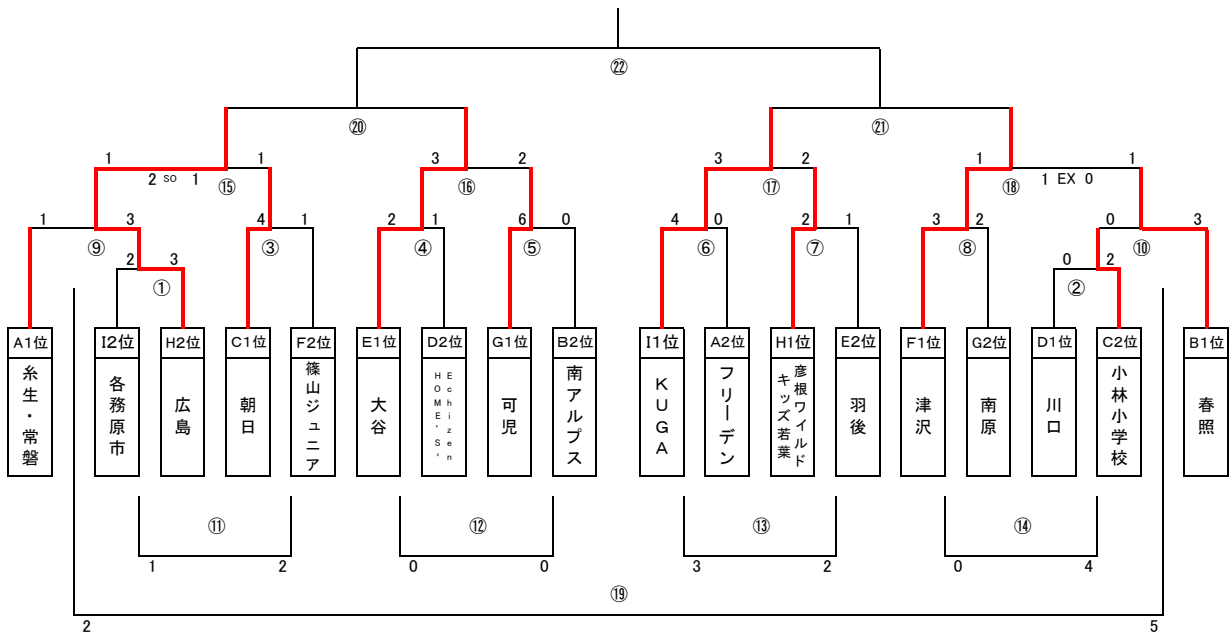 ㉒
⑳
㉑
1
1
3
2
3
2
1
1
2 SO 1
⑮
⑯
⑰
⑱
1 EX 0
1
3
4
1
2
1
6
0
4
0
2
1
3
2
0
3
⑨
③
④
⑤
⑥
⑦
⑧
⑩
2
3
0
2
①
②
A1位
I2位
H2位
C1位
F2位
E1位
D2位
G1位
B2位
I1位
A2位
H1位
E2位
F1位
G2位
D1位
C2位
B1位
糸生・常磐
各務原市
広島
朝日
篠山ジュニア
大谷
Echizen
HOME'S,
可児
南アルプス
KUGA
フリーデン
彦根ワイルド
キッズ若葉
羽後
津沢
南原
川口
小林小学校
春照
⑪
⑫
⑬
⑭
1
2
0
0
3
2
0
4
⑲
2
5